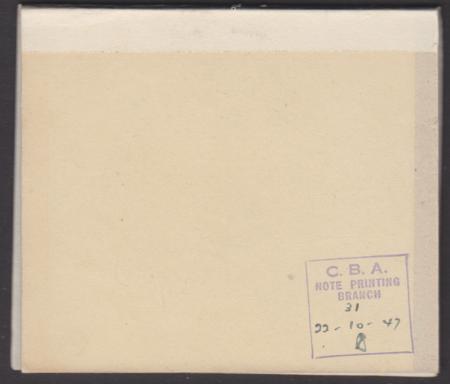 C. B. A.
NOTE PRINTING
BRANCH
31
22-10-47